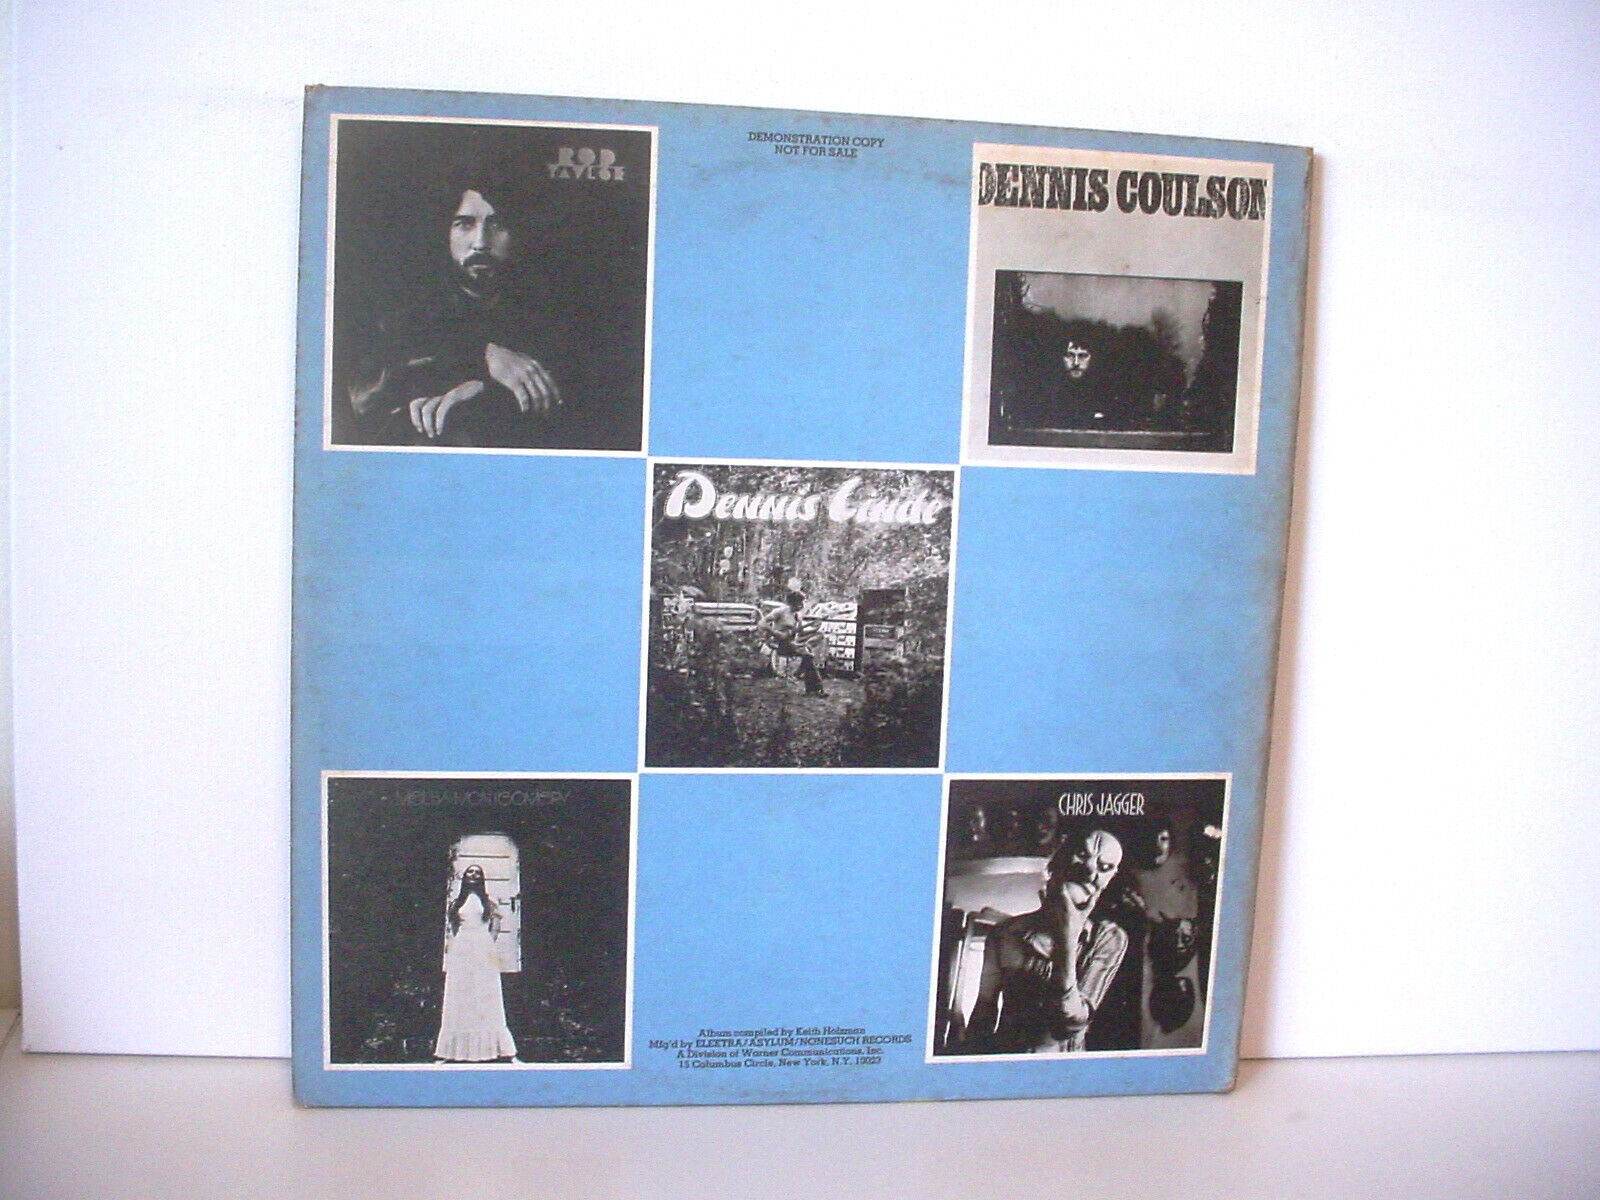 ROD
TAYLOR
DEMONSTRATION COPY
NOT FOR SALE
DENNIS COULSON
Dennis Linde
MELBA MONTGOMERY
CHRIS JAGGER
Album compiled by Keith Holzman
Mfg'd by ELEKTRA/ASYLUM/NONESUCH RECORDS
A Division of Warner Communications, Inc.
15 Columbus Circle, New York, N.Y. 10023